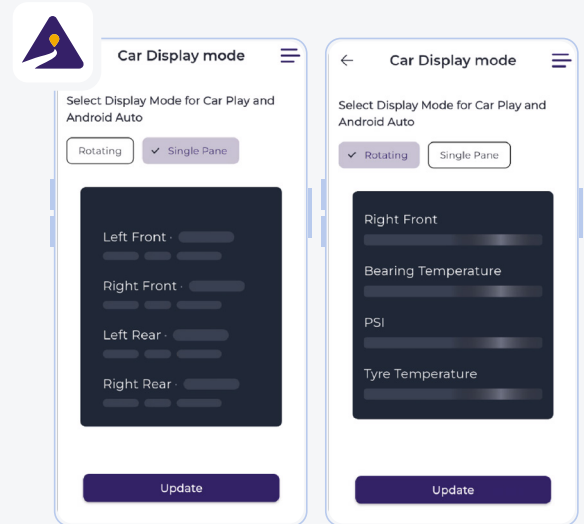 Car Display mode
Select Display Mode for Car Play and
Android Auto
Rotating
Single Pane
Left Front ·
Right Front ·
Left Rear ·
Right Rear ·
Update
Car Display mode
Select Display Mode for Car Play and
Android Auto
Rotating
Single Pane
Right Front
Bearing Temperature
PSI
Tyre Temperature
Update